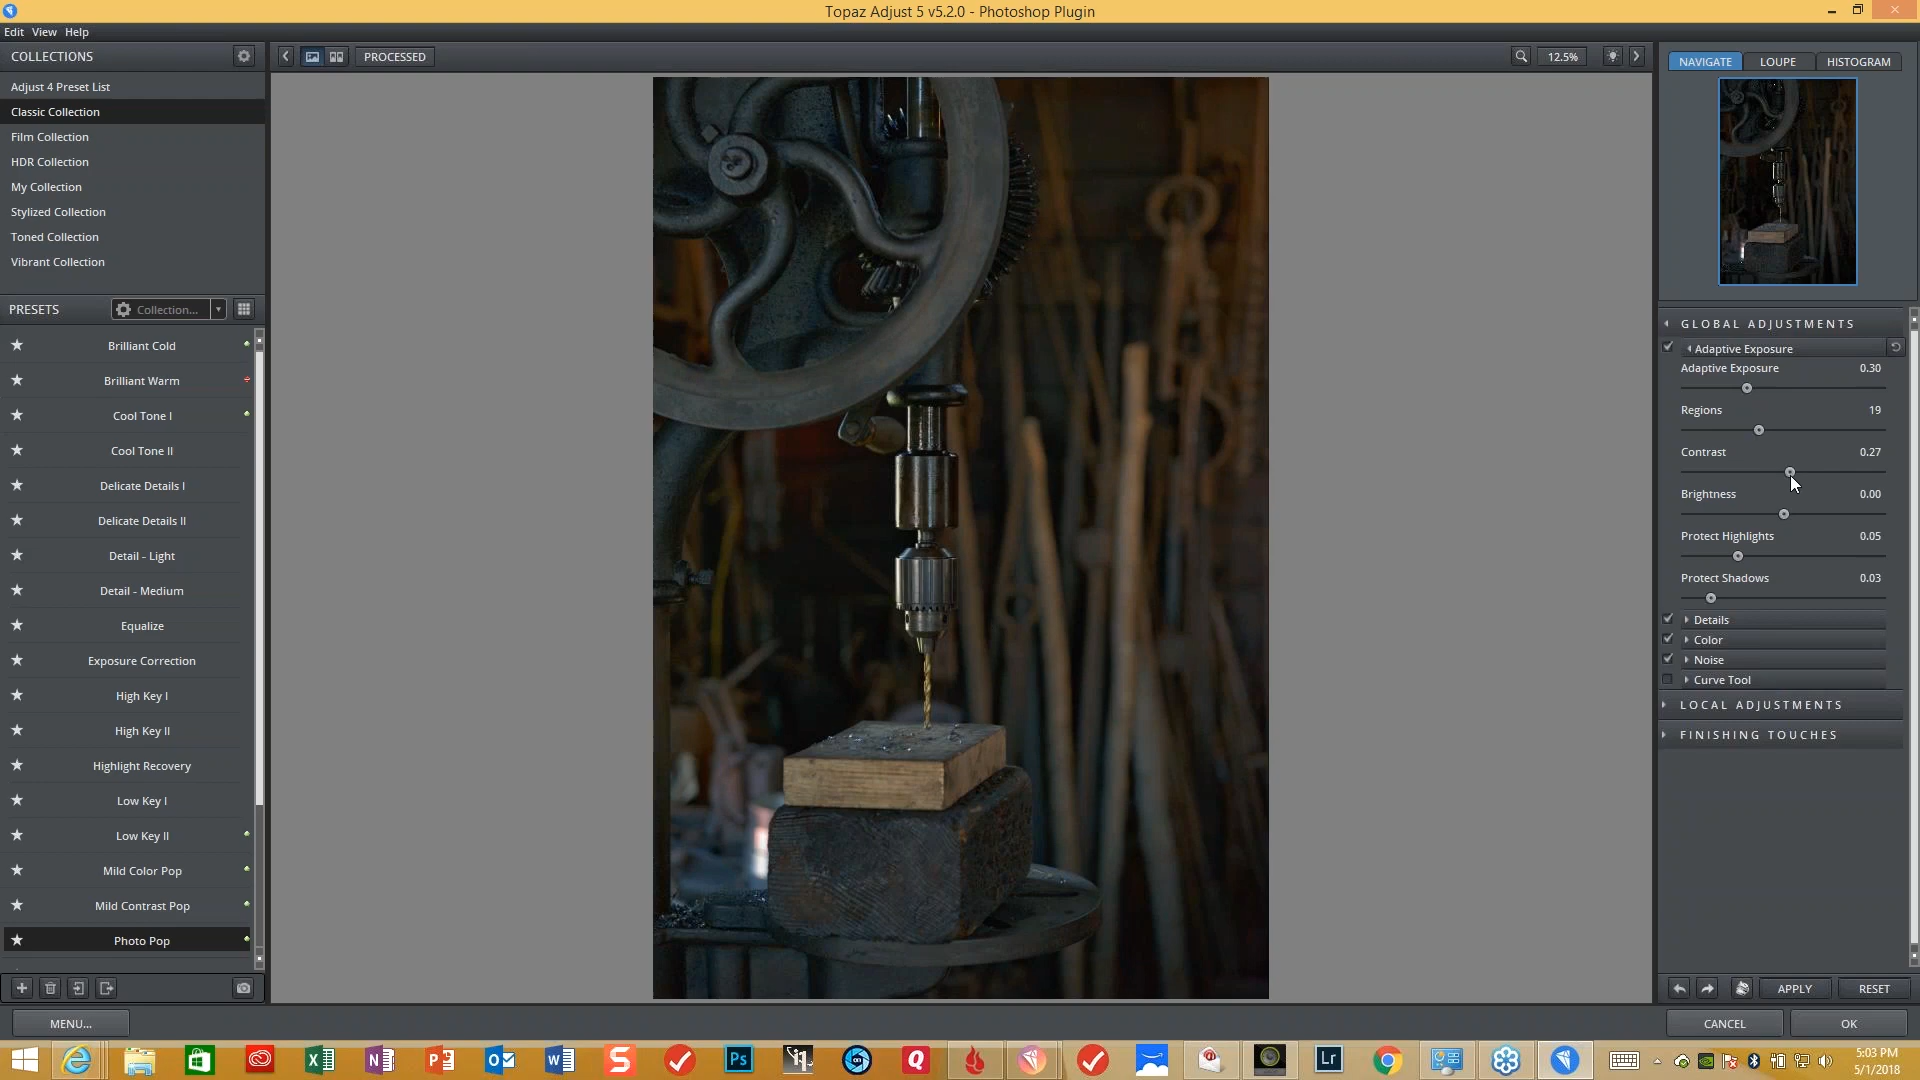 Topaz Adjust 5 v5.2.0 - Photoshop Plugin
Edit View Help
COLLECTIONS
Adjust 4 Preset List
Classic Collection
Film Collection
HDR Collection
My Collection
Stylized Collection
Toned Collection
Vibrant Collection
PRESETS Collection...
Brilliant Cold
Brilliant Warm
Cool Tone I
Cool Tone II
Delicate Details I
Delicate Details II
Detail - Light
Detail - Medium
Equalize
Exposure Correction
High Key I
High Key II
Highlight Recovery
Low Key I
Low Key II
Mild Color Pop
Mild Contrast Pop
Photo Pop
MENU...
PROCESSED
12.5%
NAVIGATE LOUPE HISTOGRAM
GLOBAL ADJUSTMENTS
Adaptive Exposure
Adaptive Exposure 0.30
Regions 19
Contrast 0.27
Brightness 0.00
Protect Highlights 0.05
Protect Shadows 0.03
Details
Color
Noise
Curve Tool
LOCAL ADJUSTMENTS
FINISHING TOUCHES
APPLY RESET
CANCEL OK
Ps
Lr
5:03 PM
5/1/2018